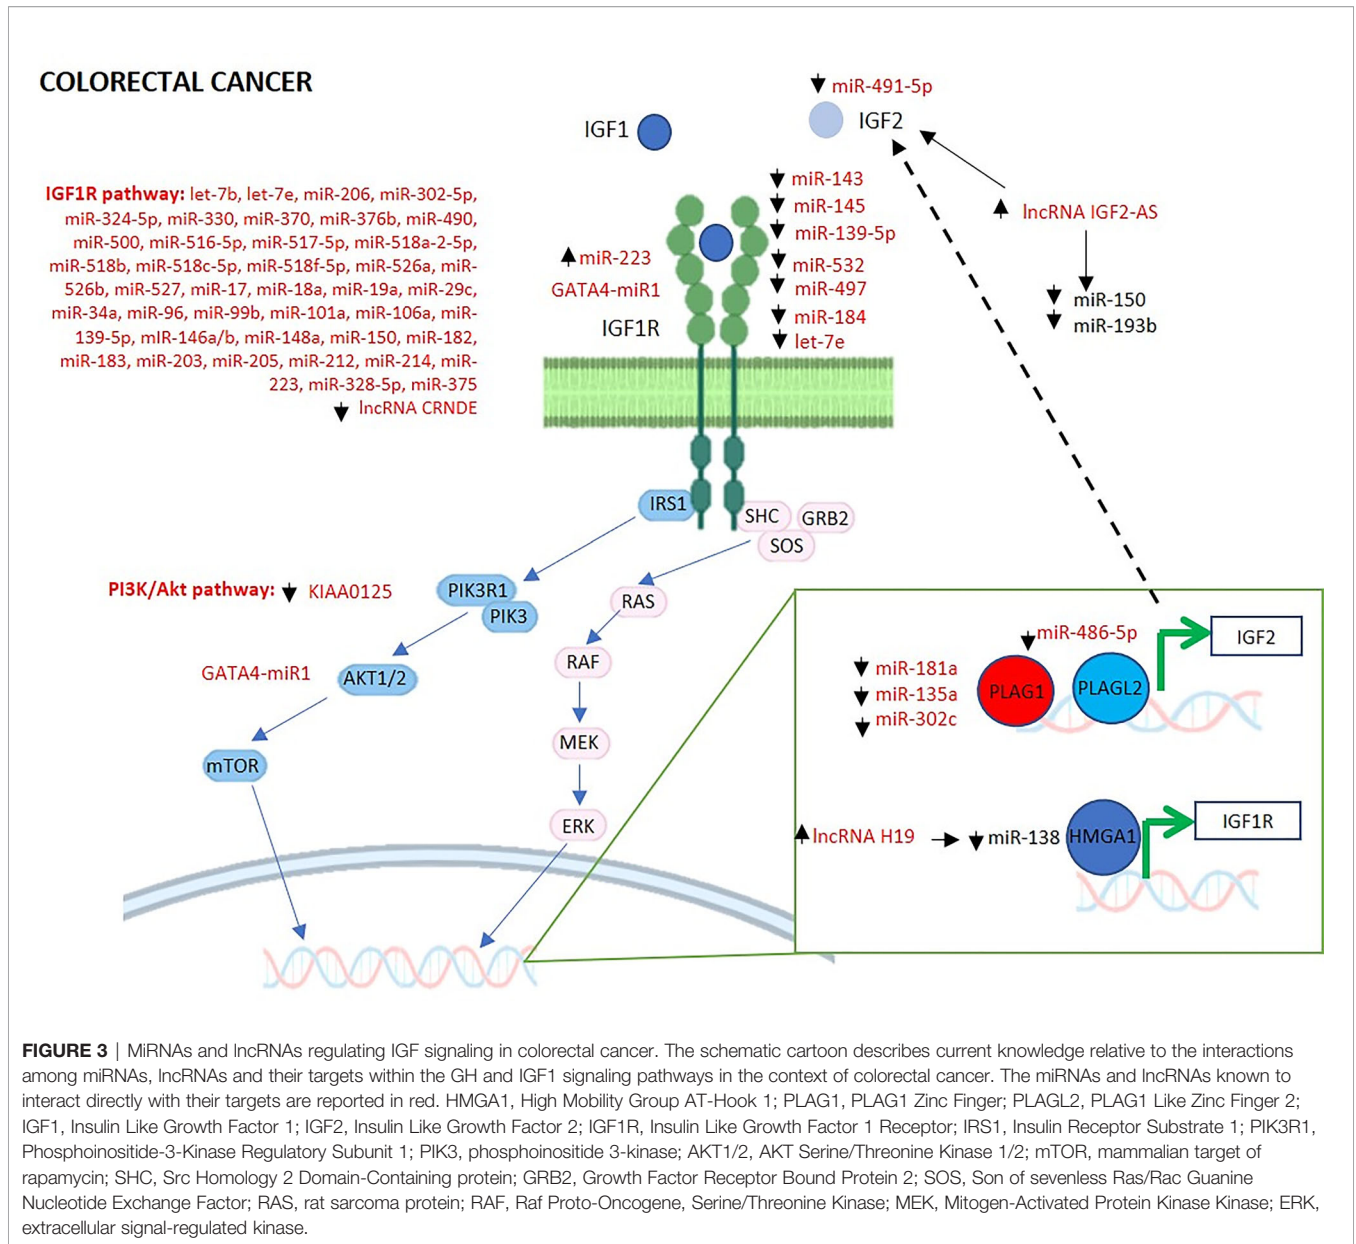 COLORECTAL CANCER
miR-491-5p
IGF1
IGF2
IGF1R pathway: let-7b, let-7e, miR-206, miR-302-5p,
miR-324-5p, miR-330, miR-370, miR-376b, miR-490,
miR-500, miR-516-5p, miR-517-5p, miR-518a-2-5p,
miR-518b, miR-518c-5p, miR-518f-5p, miR-526a, miR-
526b, miR-527, miR-17, miR-18a, miR-19a, miR-29c,
miR-34a, miR-96, miR-99b, miR-101a, miR-106a, miR-
139-5p, mIR-146a/b, miR-148a, miR-150, miR-182,
miR-183, miR-203, miR-205, miR-212, miR-214, miR-
223, miR-328-5p, miR-375
lncRNA CRNDE
miR-223
GATA4-miR1
IGF1R
miR-143
miR-145
miR-139-5p
miR-532
miR-497
miR-184
let-7e
lncRNA IGF2-AS
miR-150
miR-193b
IRS1
SHC
GRB2
SOS
PI3K/Akt pathway:
KIAA0125
PIK3R1
PIK3
RAS
GATA4-miR1
AKT1/2
RAF
mTOR
MEK
ERK
miR-486-5p
IGF2
miR-181a
miR-135a
miR-302c
PLAG1
PLAGL2
lncRNA H19
miR-138
HMGA1
IGF1R
FIGURE 3 | MiRNAs and lncRNAs regulating IGF signaling in colorectal cancer. The schematic cartoon describes current knowledge relative to the interactions
among miRNAs, lncRNAs and their targets within the GH and IGF1 signaling pathways in the context of colorectal cancer. The miRNAs and lncRNAs known to
interact directly with their targets are reported in red. HMGA1, High Mobility Group AT-Hook 1; PLAG1, PLAG1 Zinc Finger; PLAGL2, PLAG1 Like Zinc Finger 2;
IGF1, Insulin Like Growth Factor 1; IGF2, Insulin Like Growth Factor 2; IGF1R, Insulin Like Growth Factor 1 Receptor; IRS1, Insulin Receptor Substrate 1; PIK3R1,
Phosphoinositide-3-Kinase Regulatory Subunit 1; PIK3, phosphoinositide 3-kinase; AKT1/2, AKT Serine/Threonine Kinase 1/2; mTOR, mammalian target of
rapamycin; SHC, Src Homology 2 Domain-Containing protein; GRB2, Growth Factor Receptor Bound Protein 2; SOS, Son of sevenless Ras/Rac Guanine
Nucleotide Exchange Factor; RAS, rat sarcoma protein; RAF, Raf Proto-Oncogene, Serine/Threonine Kinase; MEK, Mitogen-Activated Protein Kinase Kinase; ERK,
extracellular signal-regulated kinase.